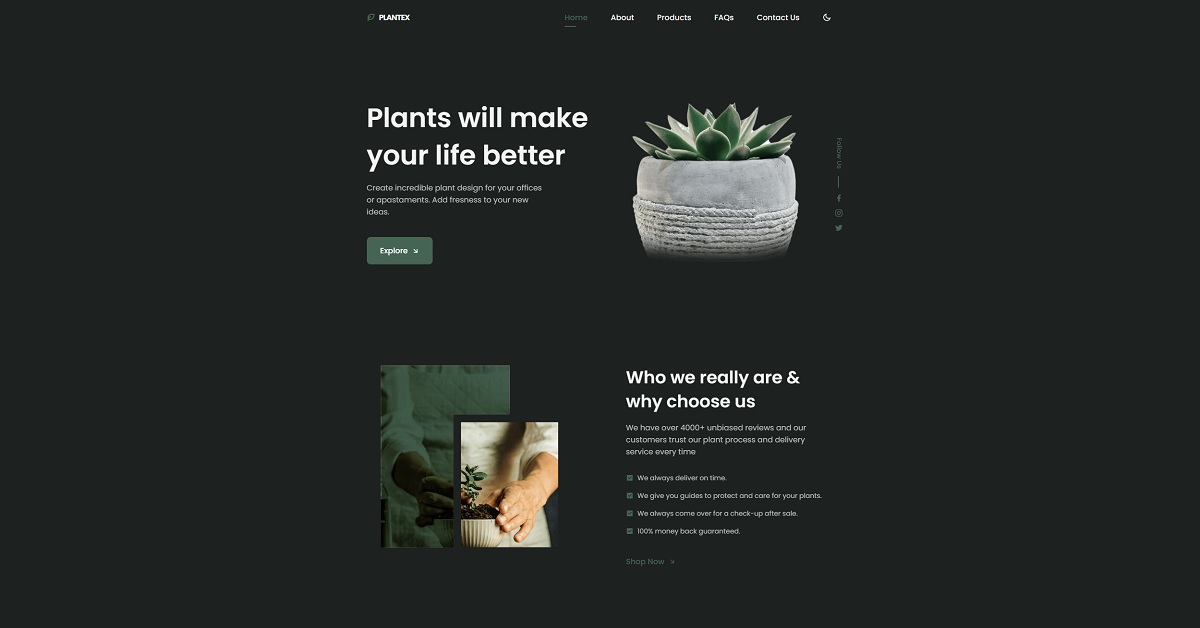 PLANTEX
Home About Products FAQs Contact Us
Plants will make
your life better
Create incredible plant design for your offices
or apastaments. Add fresness to your new
ideas.
Explore
Follow Us
Who we really are &
why choose us
We have over 4000+ unbiased reviews and our
customers trust our plant process and delivery
service every time
We always deliver on time.
We give you guides to protect and care for your plants.
We always come over for a check-up after sale.
100% money back guaranteed.
Shop Now